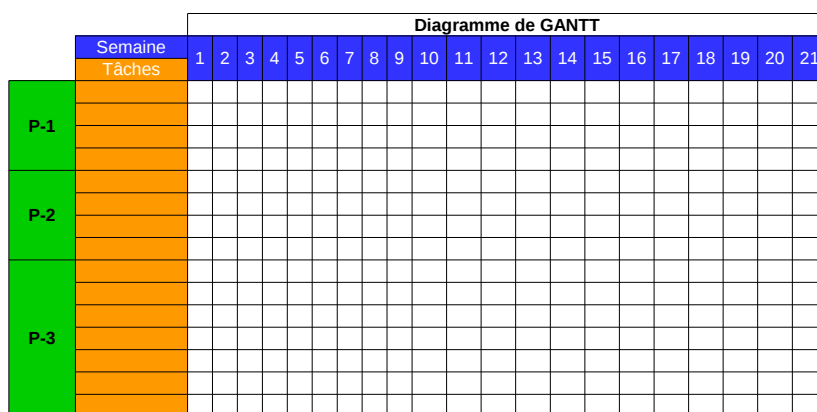 Diagramme de GANTT
Semaine 1 2 3 4 5 6 7 8 9 10 11 12 13 14 15 16 17 18 19 20 21
Tâches
P-1
P-2
P-3